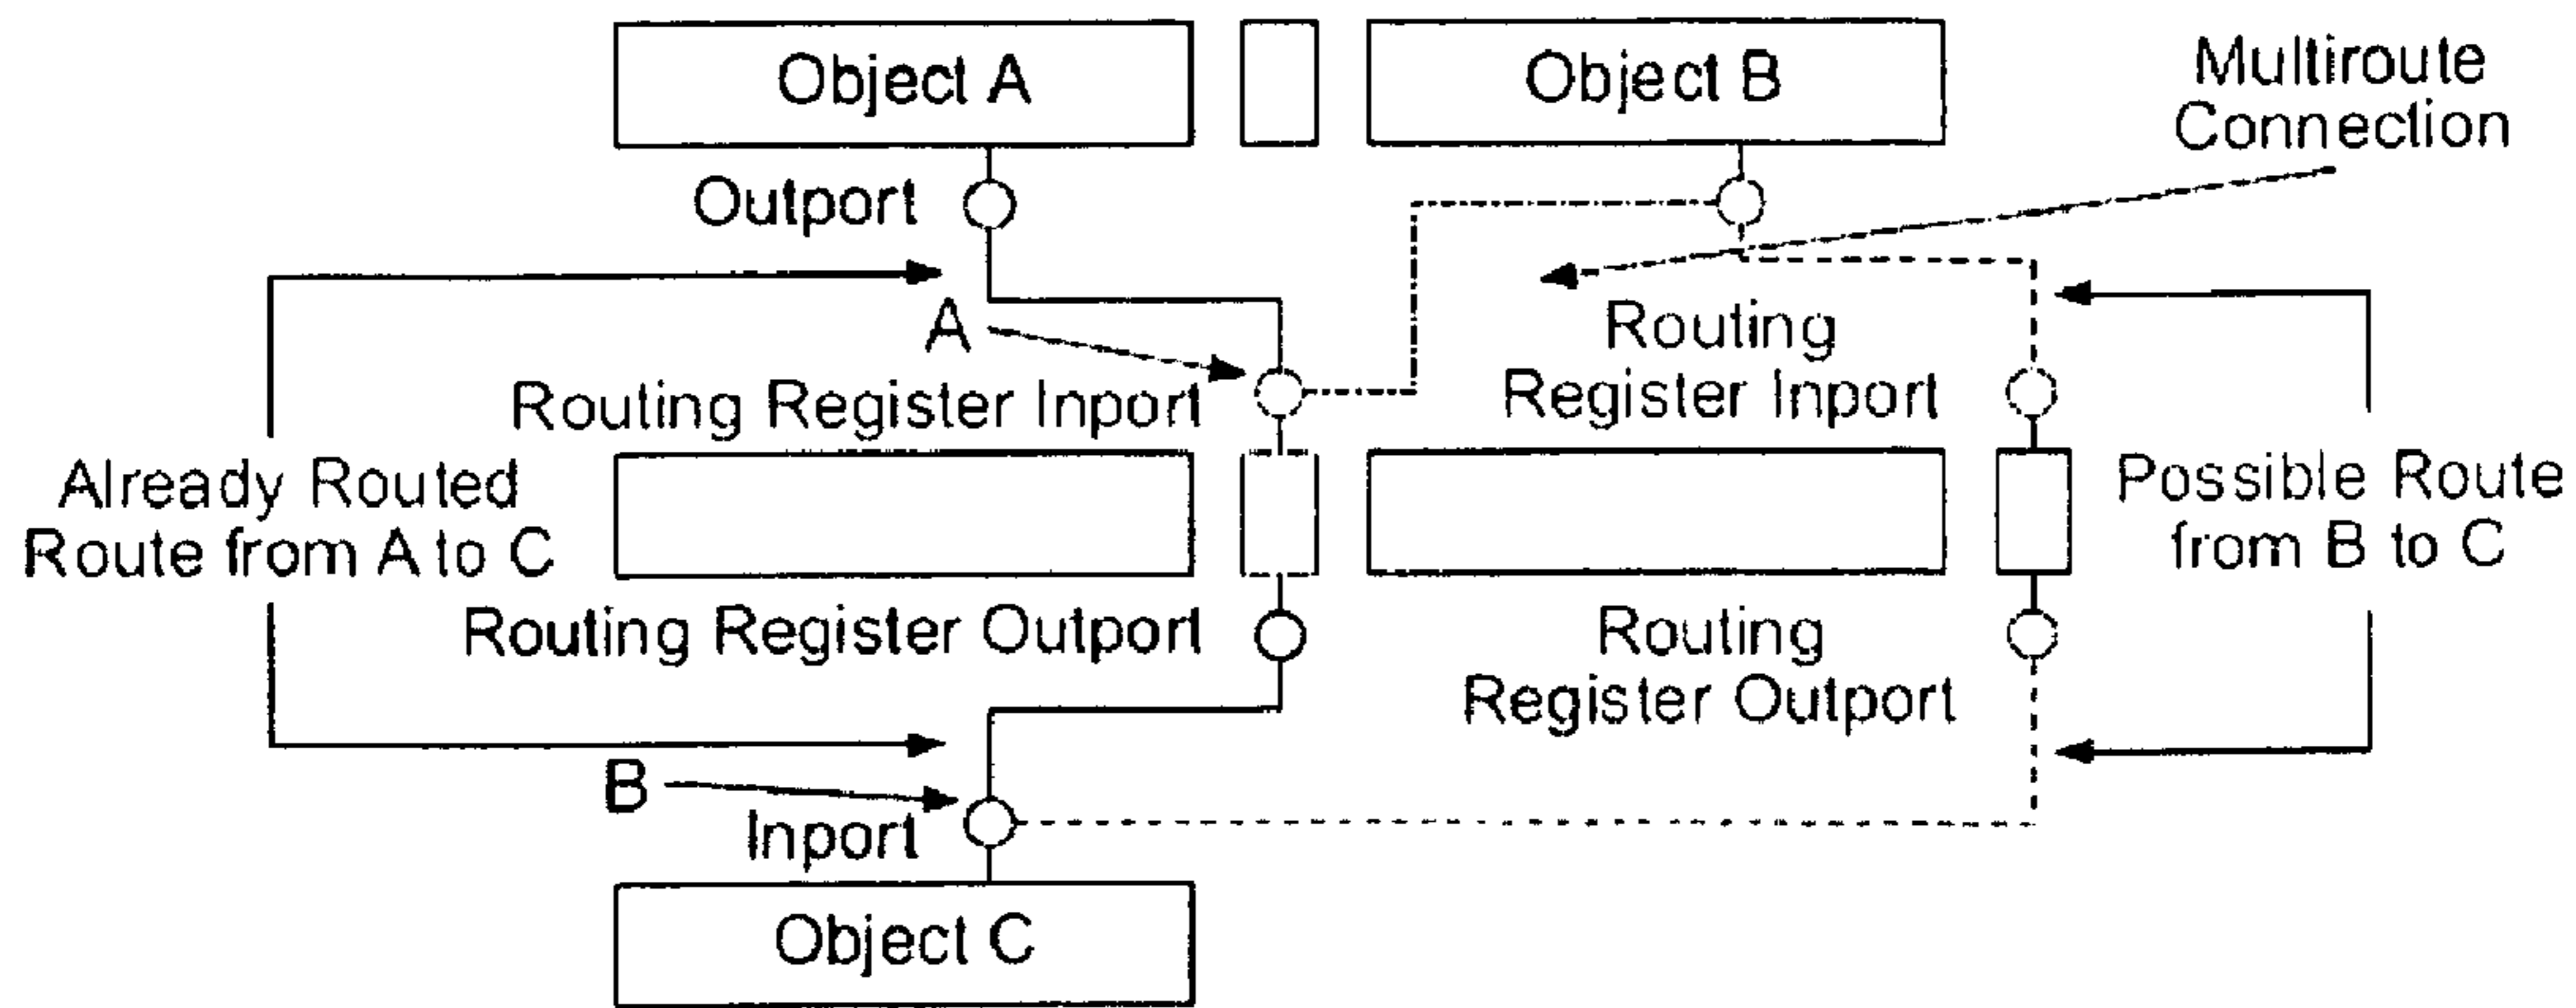 Object A
Object B
Multiroute
Connection
Outport
A
Routing Register Inport
Routing
Register Inport
Already Routed
Route from A to C
Possible Route
from B to C
Routing Register Outport
Routing
Register Outport
B
Inport
Object C